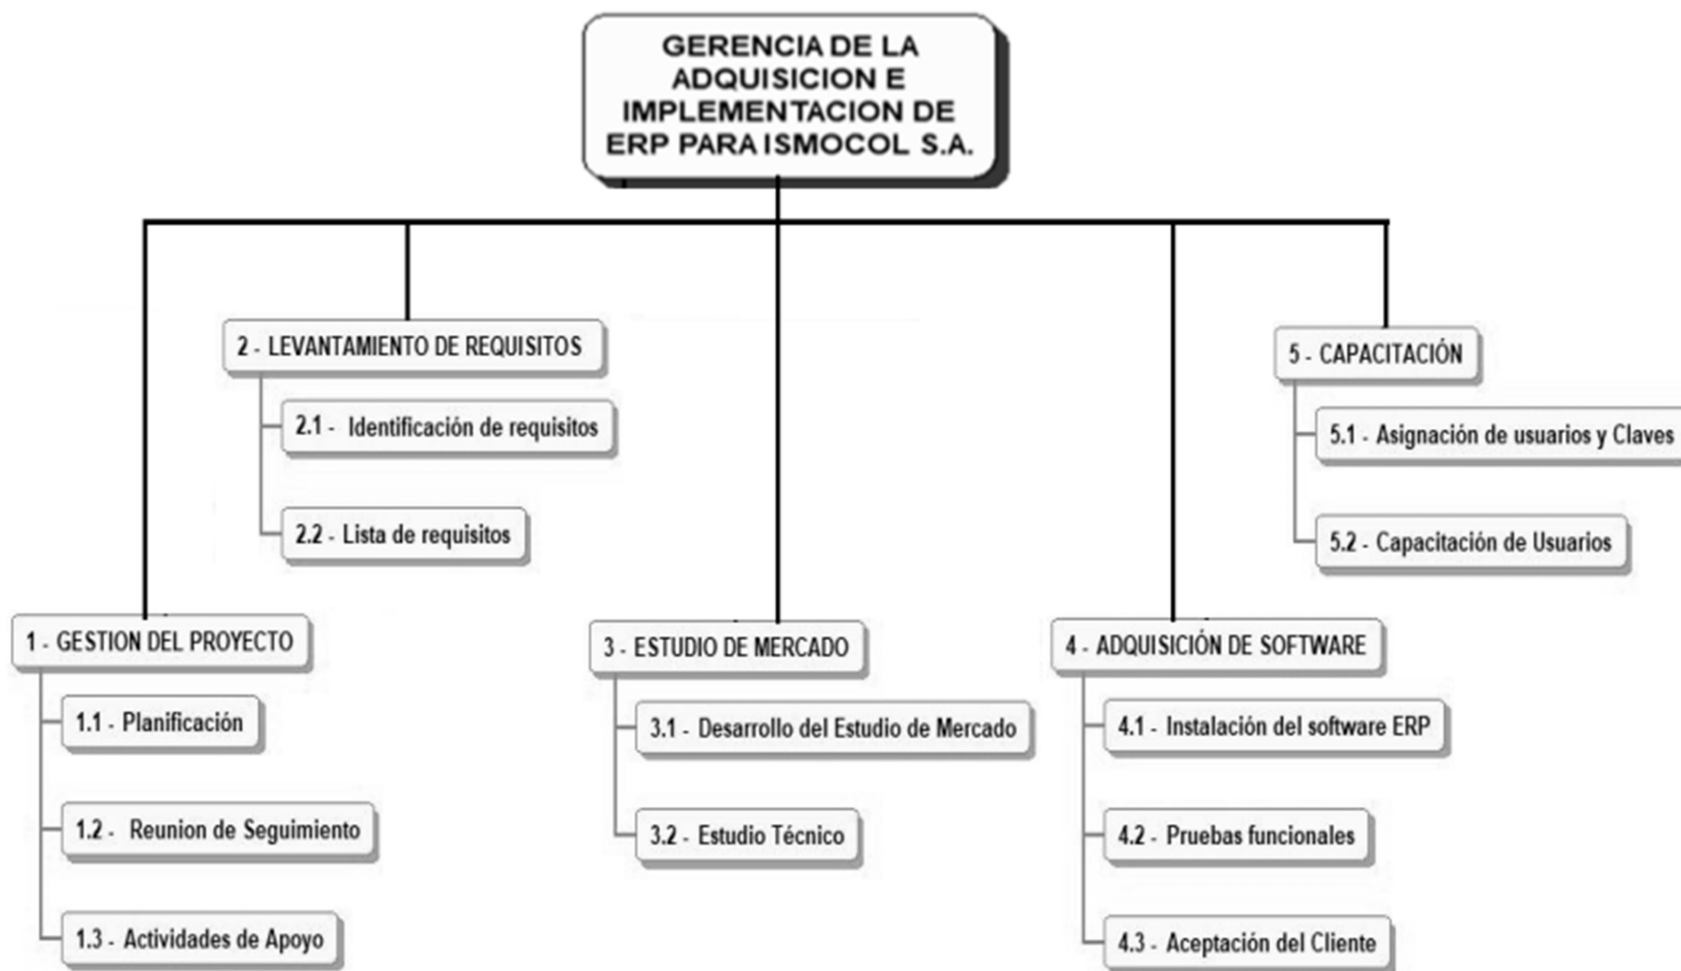 GERENCIA DE LA
ADQUISICION E
IMPLEMENTACION DE
ERP PARA ISMOCOL S.A.
1 - GESTION DEL PROYECTO
1.1 - Planificación
1.2 - Reunion de Seguimiento
1.3 - Actividades de Apoyo
2 - LEVANTAMIENTO DE REQUISITOS
2.1 - Identificación de requisitos
2.2 - Lista de requisitos
3 - ESTUDIO DE MERCADO
3.1 - Desarrollo del Estudio de Mercado
3.2 - Estudio Técnico
4 - ADQUISICIÓN DE SOFTWARE
4.1 - Instalación del software ERP
4.2 - Pruebas funcionales
4.3 - Aceptación del Cliente
5 - CAPACITACIÓN
5.1 - Asignación de usuarios y Claves
5.2 - Capacitación de Usuarios